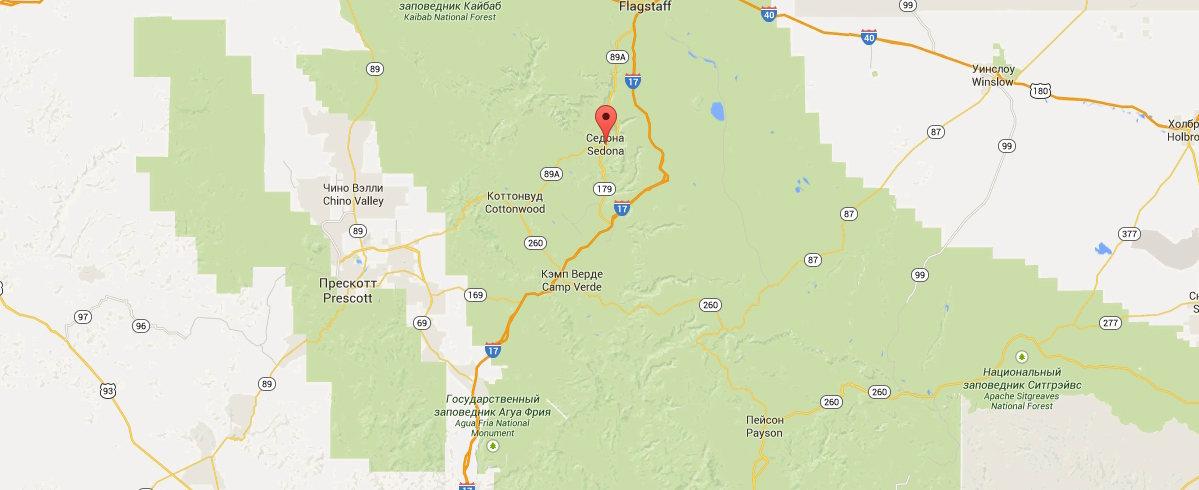 заповедник Кайбаб
Kaibab National Forest
Flagstaff
99
40
40
89A
89
17
Уинслоу
Winslow
180
Седона
Sedona
87
99
Холбр
Holbro
89A
179
Чино Вэлли
Chino Valley
Коттонвуд
Cottonwood
17
87
89
260
377
87
Кэмп Верде
Camp Verde
99
Прескотт
Prescott
169
260
97
96
69
277
17
89
93
Национальный
заповедник Ситгрэйвс
Apache Sitgreaves
National Forest
260
260
Государственный
заповедник Агуа Фрия
Agua Fria National
Monument
Пейсон
Payson
17